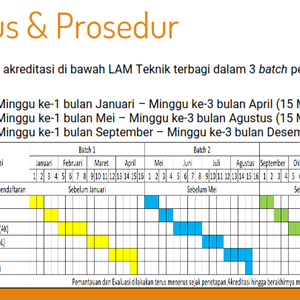 us & Prosedur
akreditasi di bawah LAM Teknik terbagi dalam 3 batch pe
Minggu ke-1 bulan Januari – Minggu ke-3 bulan April (15 M
Minggu ke-1 bulan Mei – Minggu ke-3 bulan Agustus (15 M
Minggu ke-1 bulan September – Minggu ke-3 bulan Desem
Batch 1 Batch 2
Januari Februari Maret April Mei Juni Juli Agustus September Ok
1 2 3 4 5 6 7 8 9 10 11 12 13 14 15 16 1 2 3 4 5 6 7 8 9 10 11 12 13 14 15 16 1 2 3 4 5 6
endaftaran Sebelum Januari Sebelum Mei Se
(AK)
AL)
Pemantauan dan Evaluasi dilakukan terus menerus sejak penetapan Akreditasi hingga berakhirnya m